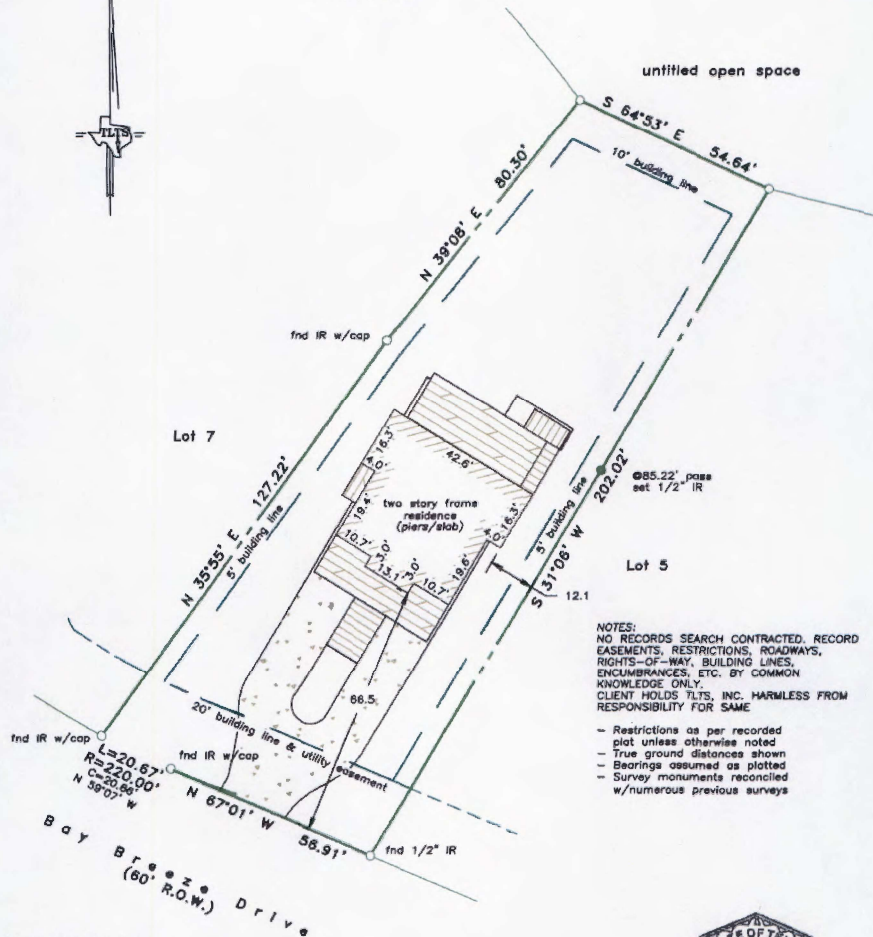 TLTS
untitled open space
S 64°53' E 54.64'
10' building line
N 39°08' E 80.30'
fnd IR w/cap
Lot 7
N 35°55' E 127.22'
5' building line
42.6'
16.3'
4.0'
19.4'
two story frame
residence
(piers/slab)
10.7'
3.0'
13.1'
3.0'
10.7'
19.6'
4.0'
16.3'
5' building line
S 31°06' W 202.02'
@85.22' pass
set 1/2" IR
Lot 5
12.1
66.5
NOTES:
NO RECORDS SEARCH CONTRACTED. RECORD
EASEMENTS, RESTRICTIONS, ROADWAYS,
RIGHTS-OF-WAY, BUILDING LINES,
ENCUMBRANCES, ETC. BY COMMON
KNOWLEDGE ONLY.
CLIENT HOLDS TLTS, INC. HARMLESS FROM
RESPONSIBILITY FOR SAME
- Restrictions as per recorded
plat unless otherwise noted
- True ground distances shown
- Bearings assumed as plotted
- Survey monuments reconciled
w/numerous previous surveys
20' building line & utility easement
fnd IR w/cap
L=20.67'
R=220.00'
C=20.66'
N 59°07' W
fnd IR w/cap
N 67°01' W 56.91'
fnd 1/2" IR
Bay Breeze Drive
(60' R.O.W.)
E OF T